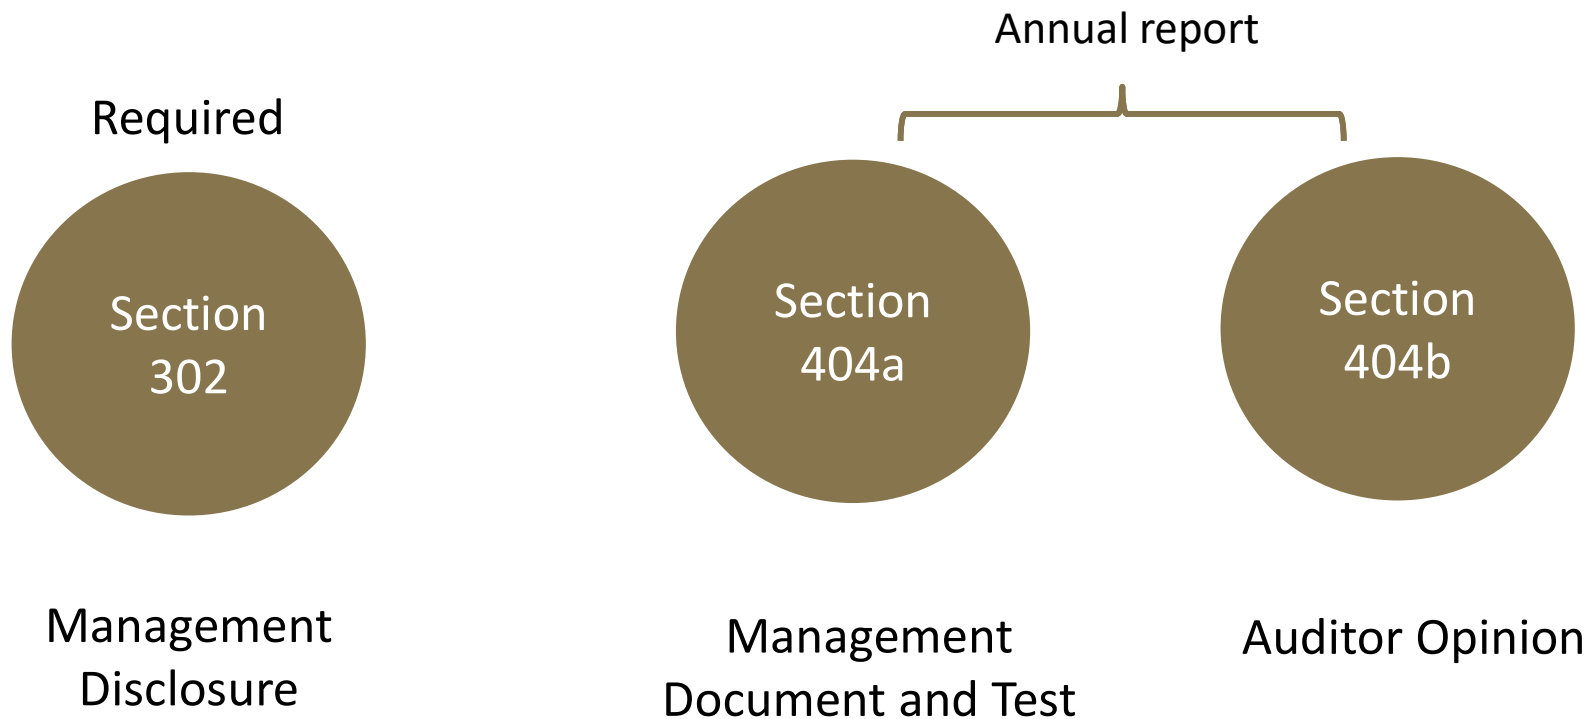 Annual report
Required
Section
302
Section
404a
Section
404b
Management
Disclosure
Management
Document and Test
Auditor Opinion